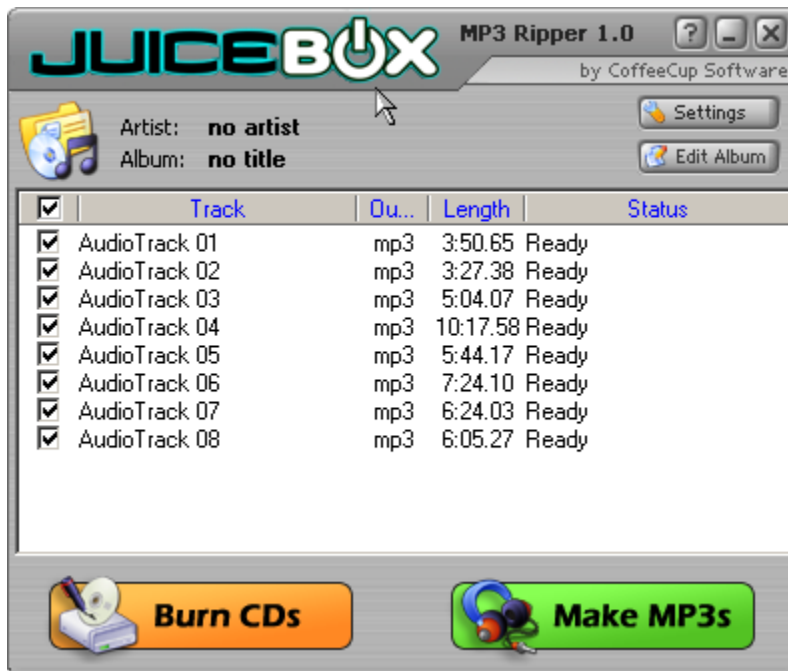 JUICEBOX MP3 Ripper 1.0 ?
by CoffeeCup Software
Artist: no artist
Album: no title
Settings
Edit Album
Track Ou... Length Status
AudioTrack 01 mp3 3:50.65 Ready
AudioTrack 02 mp3 3:27.38 Ready
AudioTrack 03 mp3 5:04.07 Ready
AudioTrack 04 mp3 10:17.58 Ready
AudioTrack 05 mp3 5:44.17 Ready
AudioTrack 06 mp3 7:24.10 Ready
AudioTrack 07 mp3 6:24.03 Ready
AudioTrack 08 mp3 6:05.27 Ready
Burn CDs Make MP3s